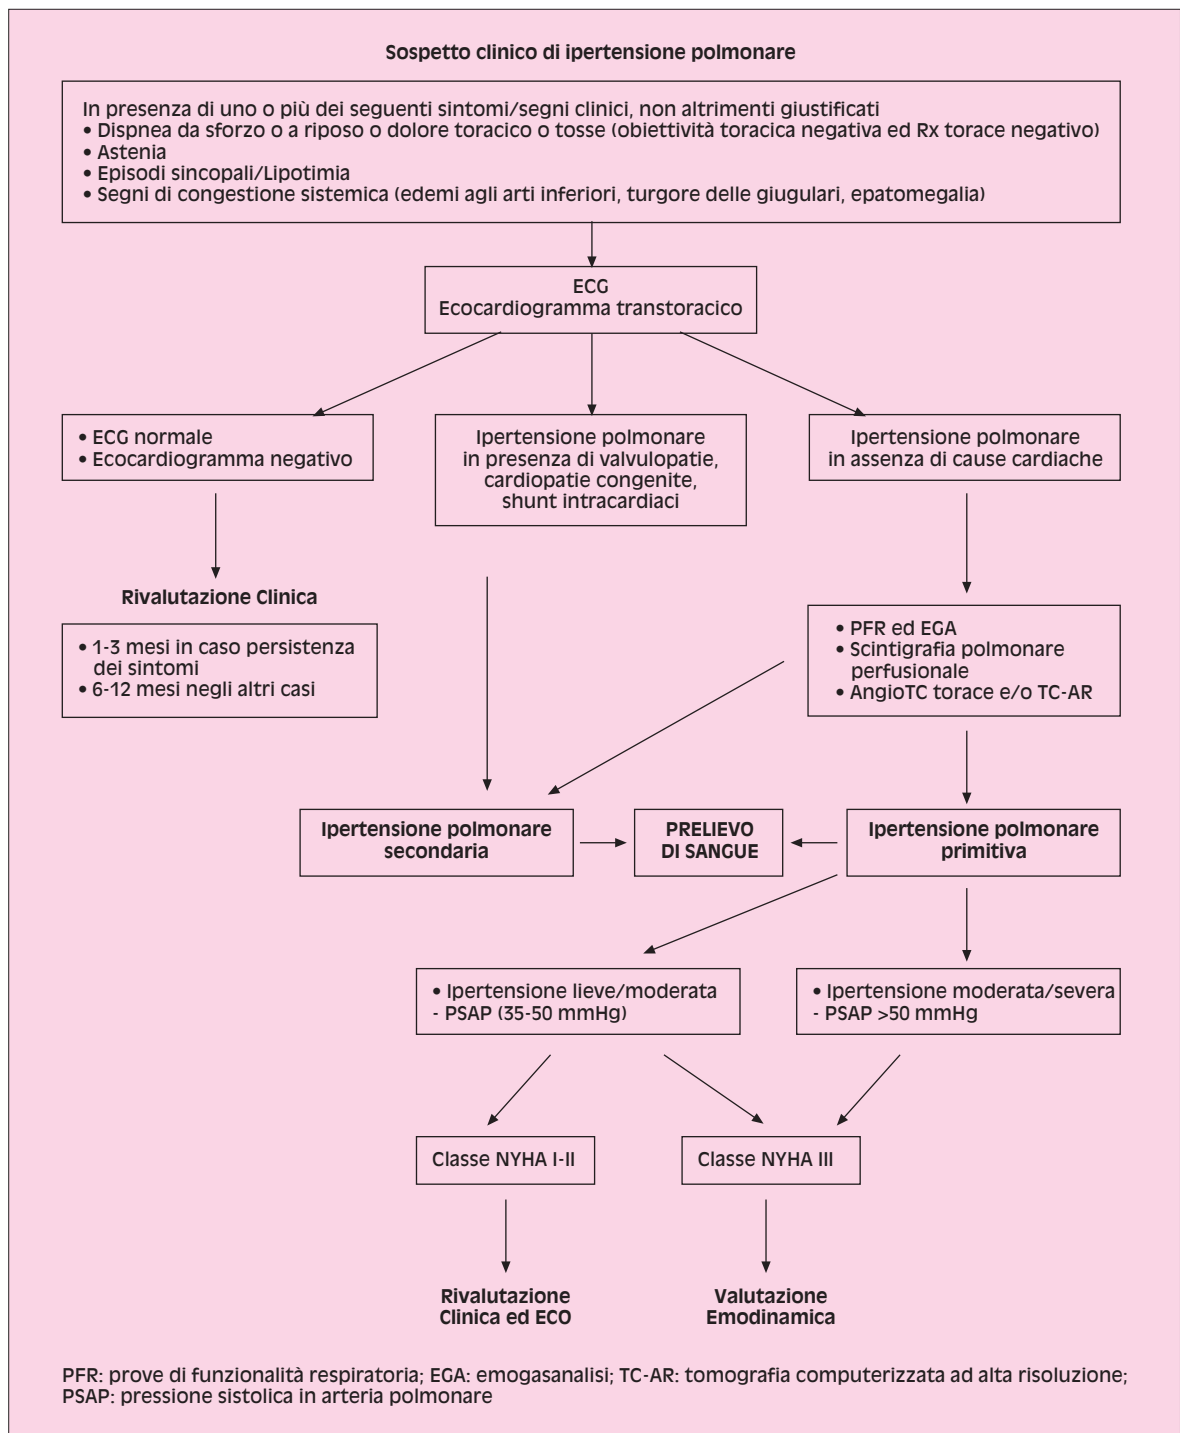 Sospetto clinico di ipertensione polmonare
In presenza di uno o più dei seguenti sintomi/segni clinici, non altrimenti giustificati
• Dispnea da sforzo o a riposo o dolore toracico o tosse (obiettività toracica negativa ed Rx torace negativo)
• Astenia
• Episodi sincopali/Lipotimia
• Segni di congestione sistemica (edemi agli arti inferiori, turgore delle giugulari, epatomegalia)
ECG
Ecocardiogramma transtoracico
• ECG normale
• Ecocardiogramma negativo
Ipertensione polmonare
in presenza di valvulopatie,
cardiopatie congenite,
shunt intracardiaci
Ipertensione polmonare
in assenza di cause cardiache
Rivalutazione Clinica
• 1-3 mesi in caso persistenza
dei sintomi
• 6-12 mesi negli altri casi
• PFR ed EGA
• Scintigrafia polmonare
perfusionale
• AngioTC torace e/o TC-AR
Ipertensione polmonare
secondaria
PRELIEVO
DI SANGUE
Ipertensione polmonare
primitiva
• Ipertensione lieve/moderata
- PSAP (35-50 mmHg)
• Ipertensione moderata/severa
- PSAP >50 mmHg
Classe NYHA I-II
Classe NYHA III
Rivalutazione
Clinica ed ECO
Valutazione
Emodinamica
PFR: prove di funzionalità respiratoria; EGA: emogasanalisi; TC-AR: tomografia computerizzata ad alta risoluzione;
PSAP: pressione sistolica in arteria polmonare